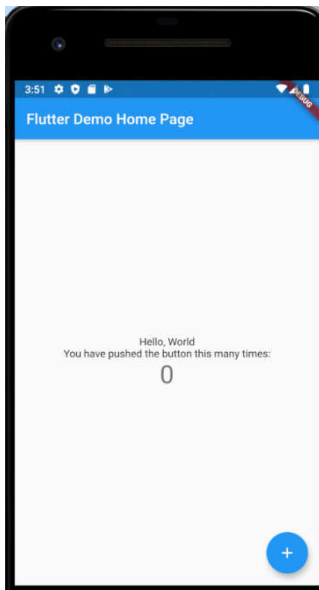 3:51
DEBUG
Flutter Demo Home Page
Hello, World
You have pushed the button this many times:
0
+